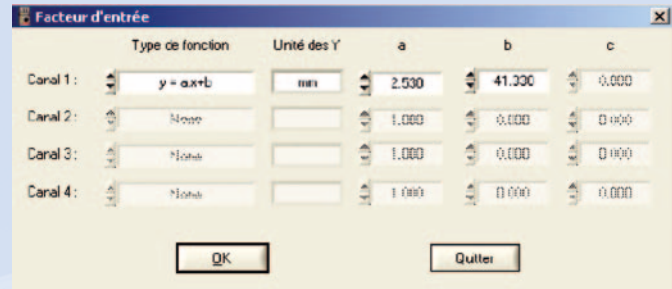 Facteur d'entrée
Type de fonction Unité des Y a b c
Canal 1 : y = a.x+b mm 2.530 41.330 0.000
Canal 2 : None 1.000 0.000 0.000
Canal 3 : None 1.000 0.000 0.000
Canal 4 : None 1.000 0.000 0.000
OK Quitter